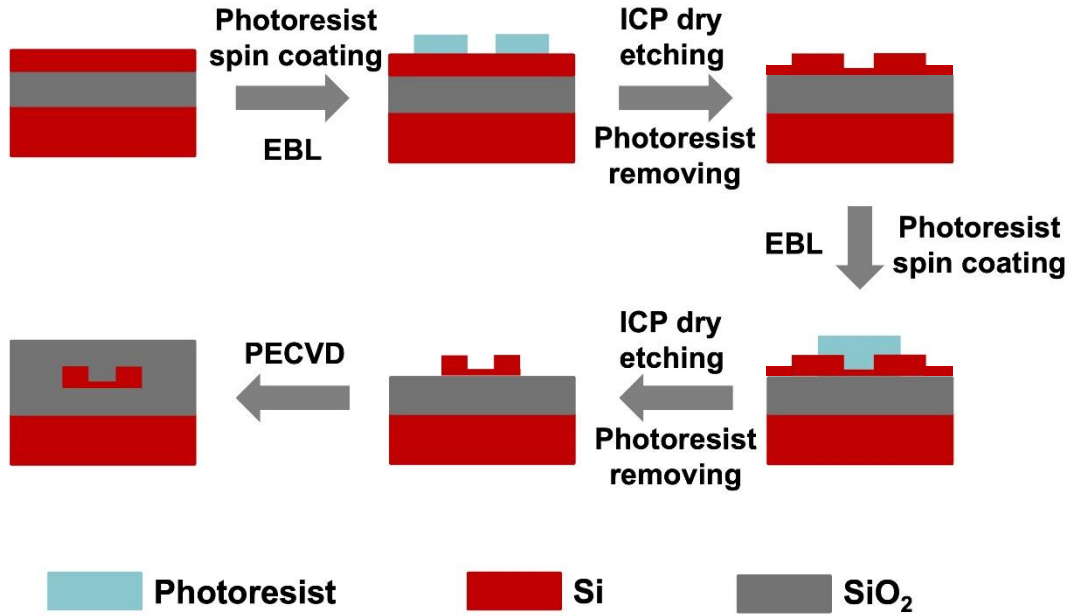 Photoresist
spin coating
EBL
ICP dry
etching
Photoresist
removing
EBL
Photoresist
spin coating
ICP dry
etching
Photoresist
removing
PECVD
Photoresist
Si
SiO₂